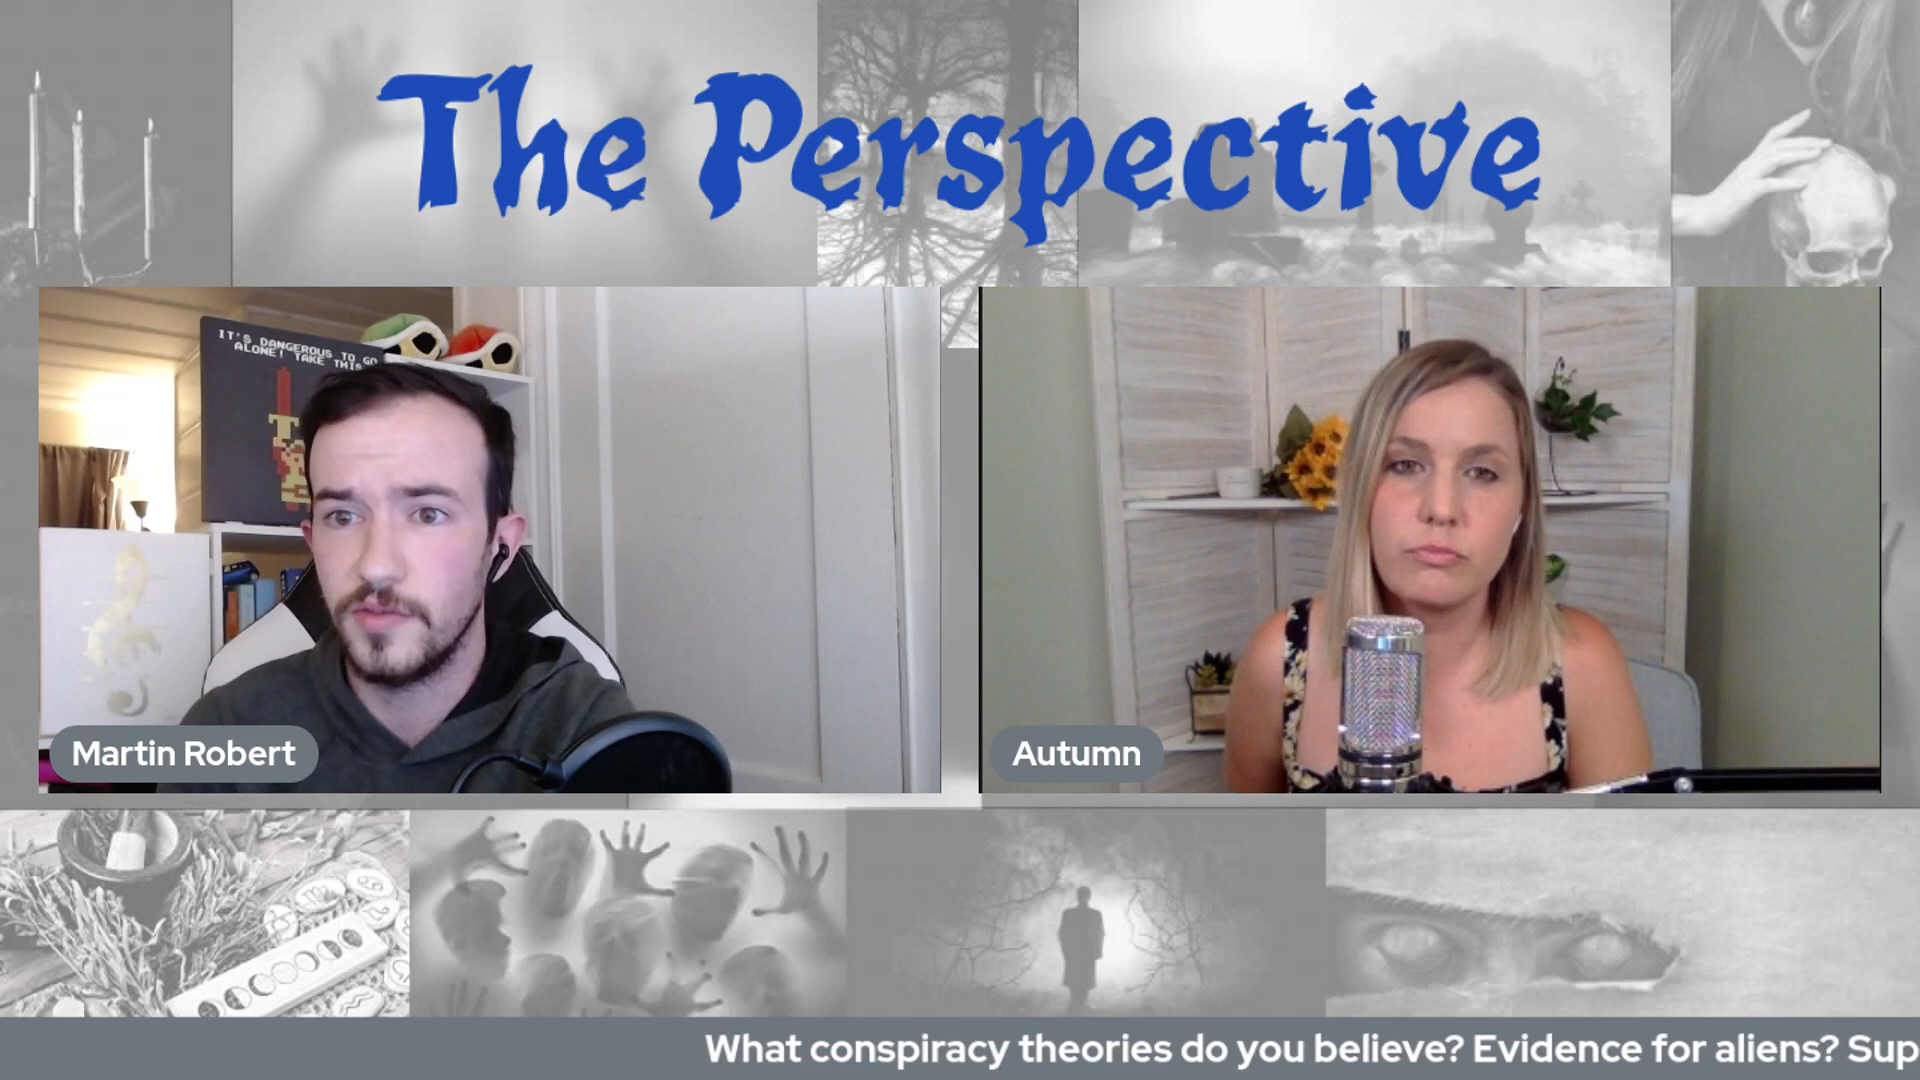 The Perspective
IT'S DANGEROUS TO GO
ALONE! TAKE THIS
Martin Robert
Autumn
What conspiracy theories do you believe? Evidence for aliens? Sup